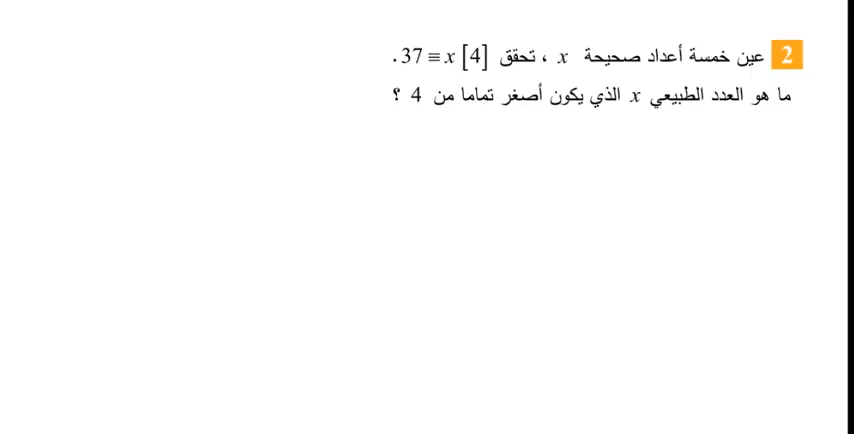 2 عين خمسة أعداد صحيحة x ، تحقق 37 ≡ x [4] .
ما هو العدد الطبيعي x الذي يكون أصغر تماما من 4 ؟